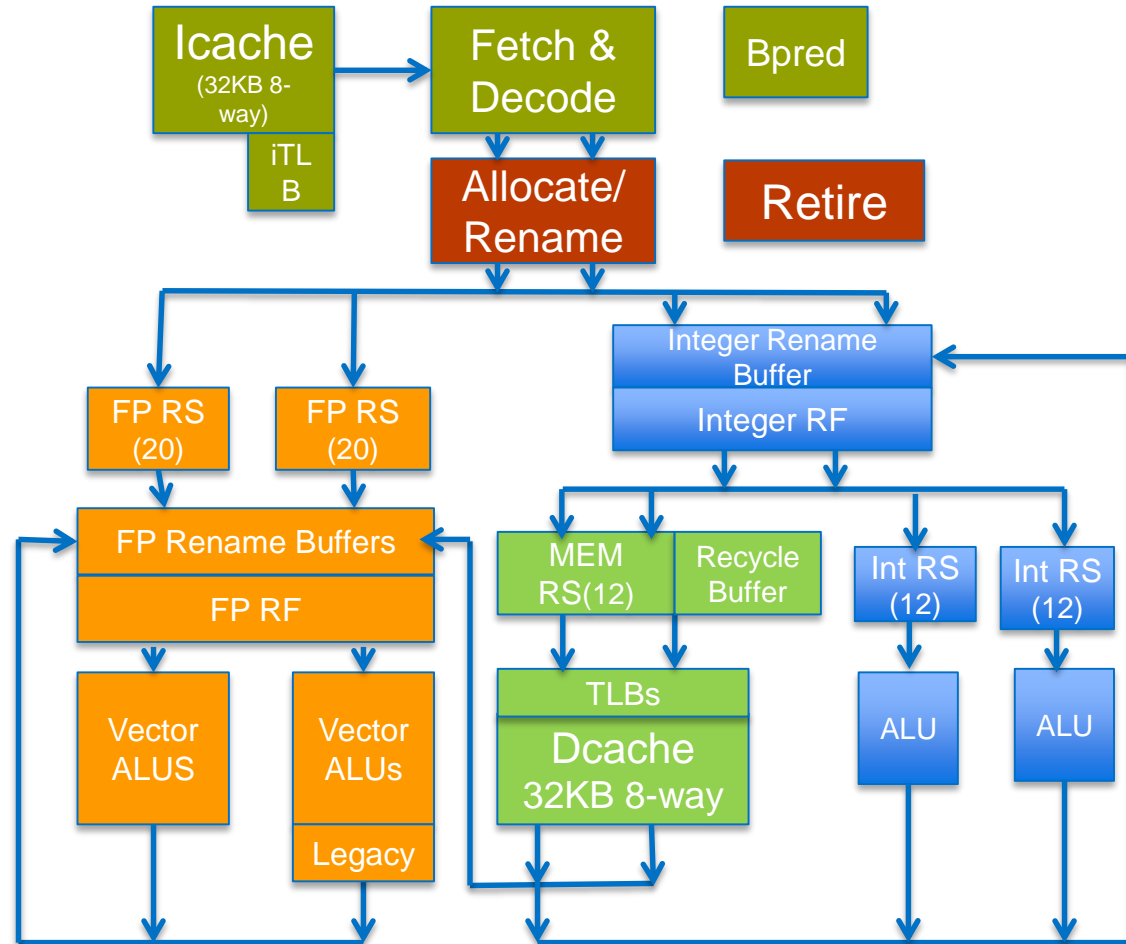 Icache
(32KB 8-
way)
iTL
B
Fetch &
Decode
Bpred
Allocate/
Rename
Retire
Integer Rename
Buffer
Integer RF
FP RS
(20)
FP RS
(20)
FP Rename Buffers
FP RF
MEM
RS(12)
Recycle
Buffer
Int RS
(12)
Int RS
(12)
Vector
ALUS
Vector
ALUs
Legacy
TLBs
Dcache
32KB 8-way
ALU
ALU